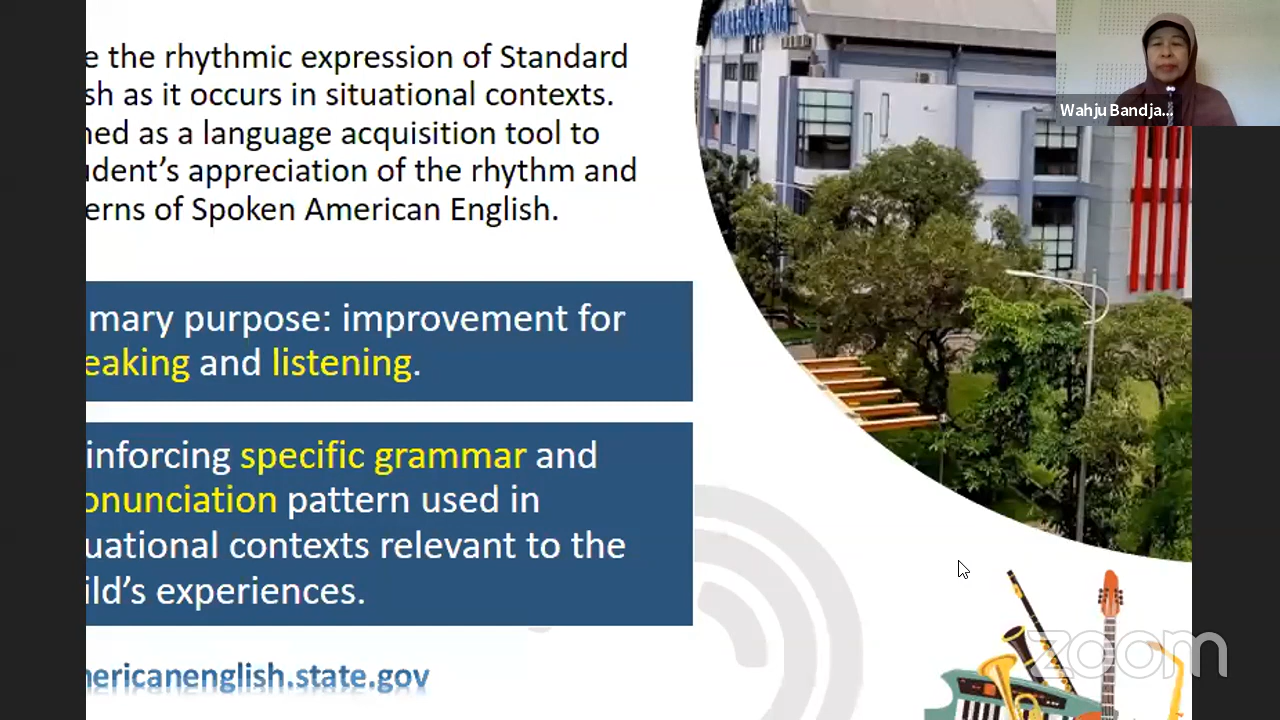 e the rhythmic expression of Standard
sh as it occurs in situational contexts.
ned as a language acquisition tool to
udent's appreciation of the rhythm and
erns of Spoken American English.
mary purpose: improvement for
eaking and listening.
inforcing specific grammar and
onunciation pattern used in
uational contexts relevant to the
ild's experiences.
mericanenglish.state.gov
Wahju Bandja...
zoom